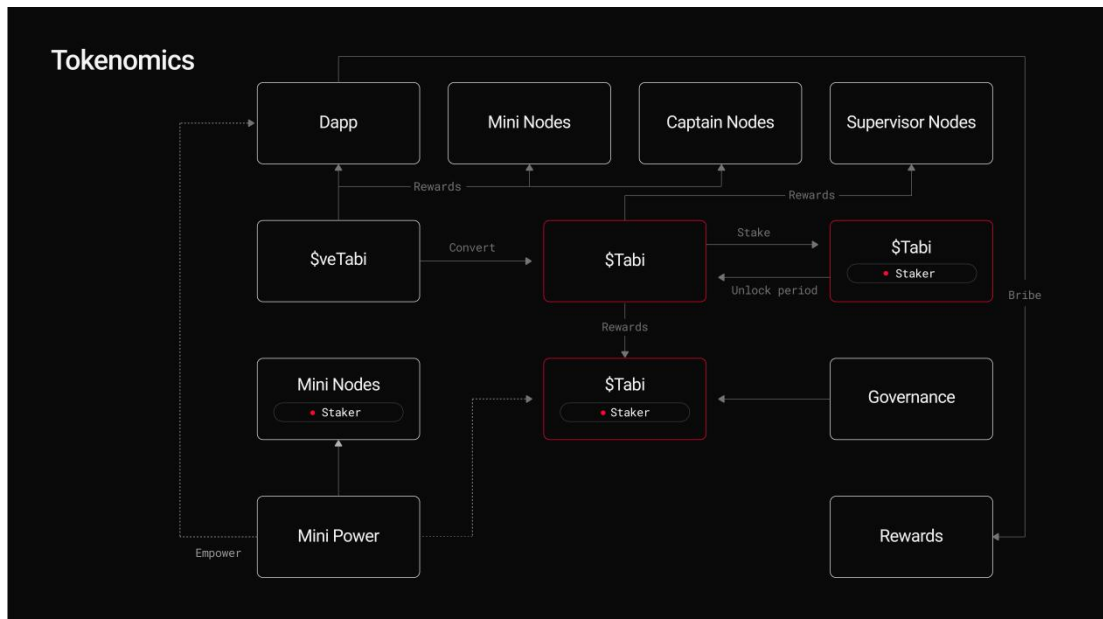 Tokenomics
Dapp
Mini Nodes
Captain Nodes
Supervisor Nodes
Rewards
Rewards
$veTabi
Convert
$Tabi
Stake
Unlock period
$Tabi
Staker
Bribe
Rewards
Mini Nodes
Staker
$Tabi
Staker
Governance
Mini Power
Empower
Rewards